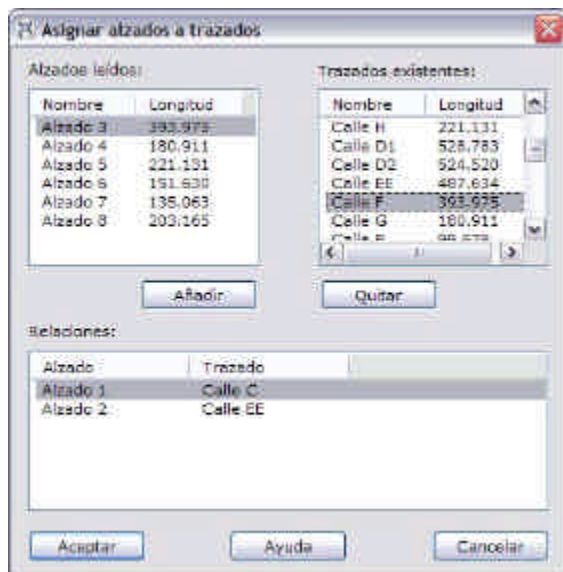 Asignar alzados a trazados
Alzados leídos:
Nombre Longitud
Alzado 3 393.975
Alzado 4 180.911
Alzado 5 221.131
Alzado 6 151.630
Alzado 7 135.063
Alzado 8 203.165
Trazados existentes:
Nombre Longitud
Calle H 221.131
Calle D1 528.783
Calle D2 524.520
Calle EE 487.634
Calle F 393.975
Calle G 180.911
Añadir
Quitar
Relaciones:
Alzado Trazado
Alzado 1 Calle C
Alzado 2 Calle EE
Aceptar
Ayuda
Cancelar